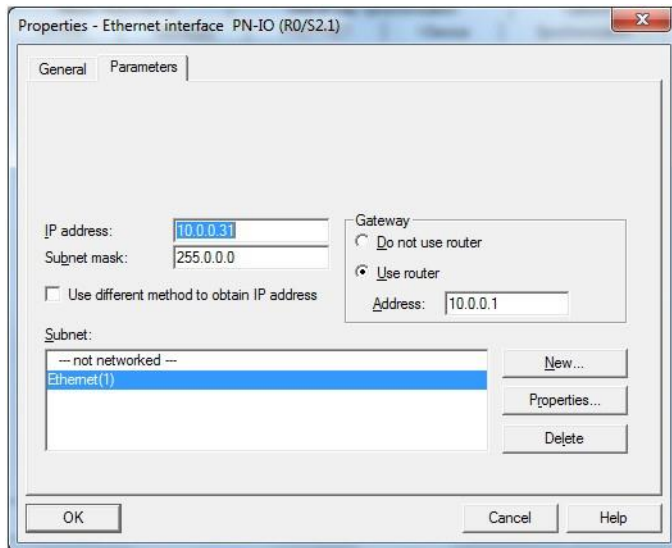 Properties - Ethernet interface PN-IO (R0/S2.1)
General Parameters
IP address: 10.0.0.31
Subnet mask: 255.0.0.0
Use different method to obtain IP address
Gateway
Do not use router
Use router
Address: 10.0.0.1
Subnet:
--- not networked ---
Ethernet(1)
New...
Properties...
Delete
OK Cancel Help